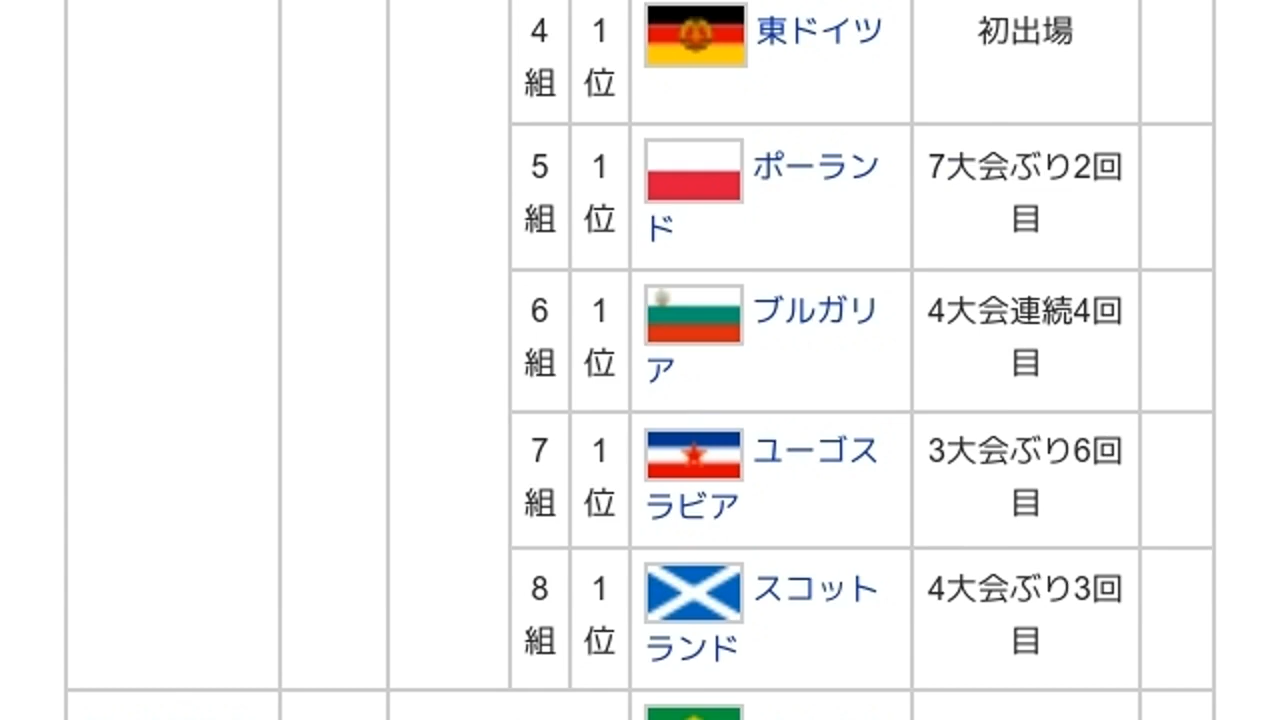 4 1 東ドイツ 初出場
組 位
5 1 ポーラン 7大会ぶり2回
組 位 ド 目
6 1 ブルガリ 4大会連続4回
組 位 ア 目
7 1 ユーゴス 3大会ぶり6回
組 位 ラビア 目
8 1 スコット 4大会ぶり3回
組 位 ランド 目